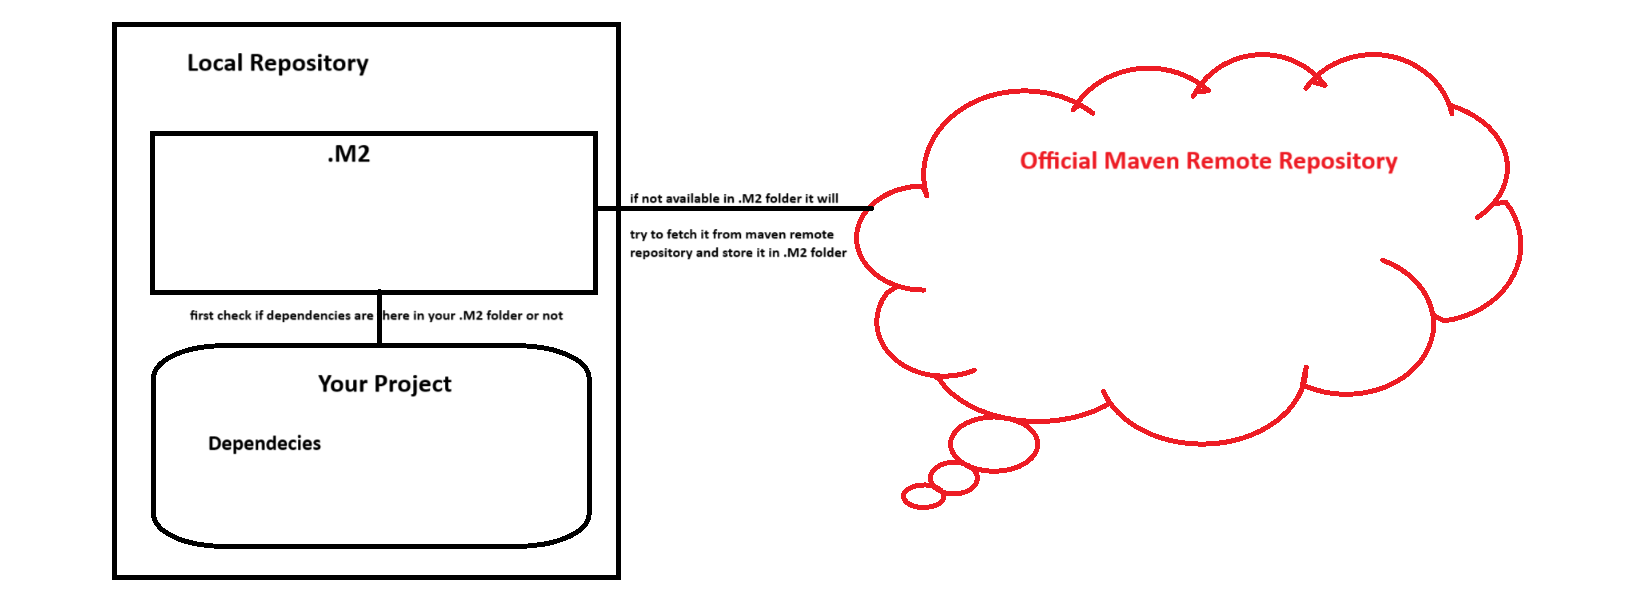 Local Repository
.M2
Official Maven Remote Repository
if not available in .M2 folder it will
try to fetch it from maven remote
repository and store it in .M2 folder
first check if dependencies are there in your .M2 folder or not
Your Project
Dependecies